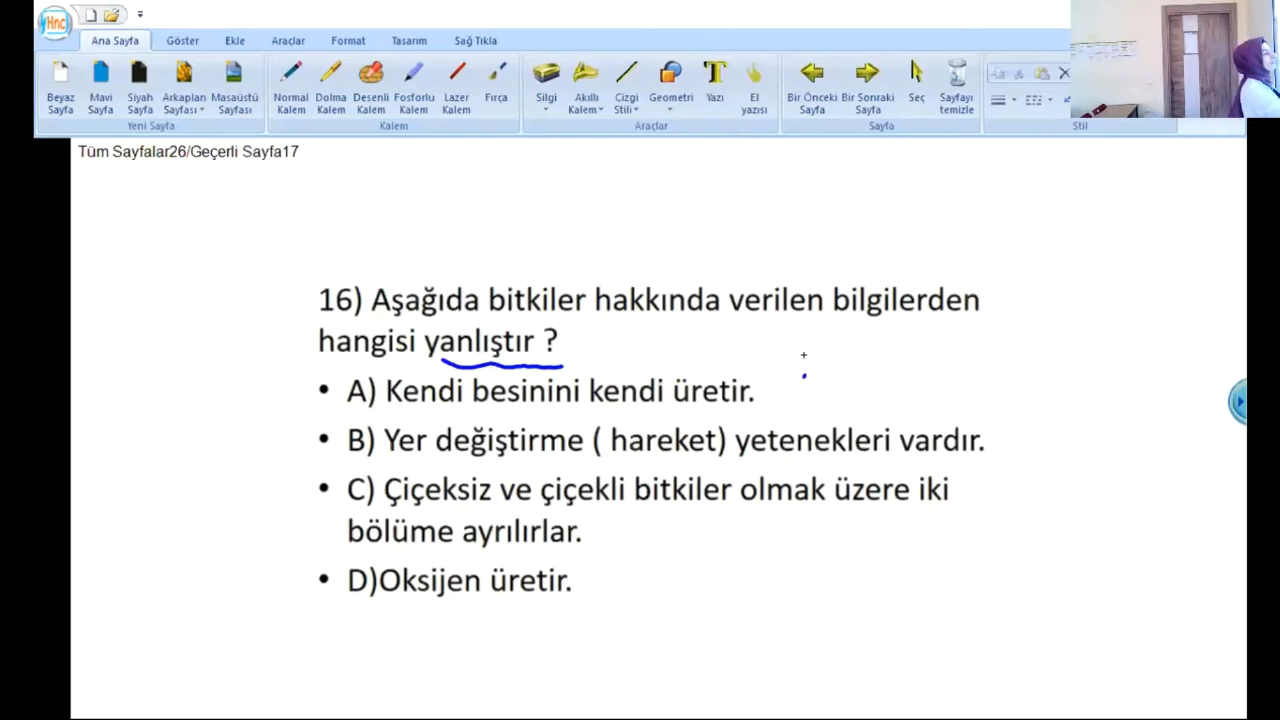 Hnc
Ana Sayfa Göster Ekle Araçlar Format Tasarım Sağ Tıkla
Beyaz Sayfa Mavi Sayfa Siyah Sayfa Arkaplan Sayfası Masaüstü Sayfası
Normal Kalem Dolma Kalem Desenli Kalem Fosforlu Kalem Lazer Kalem Fırça
Silgi Akıllı Kalem Çizgi Stili Geometri Yazı El yazısı
Bir Önceki Sayfa Bir Sonraki Sayfa Seç Sayfayı temizle
Yeni Sayfa Kalem Araçlar Sayfa Stil
Tüm Sayfalar26/Geçerli Sayfa17
16) Aşağıda bitkiler hakkında verilen bilgilerden
hangisi yanlıştır ?
• A) Kendi besinini kendi üretir.
• B) Yer değiştirme ( hareket) yetenekleri vardır.
• C) Çiçeksiz ve çiçekli bitkiler olmak üzere iki
bölüme ayrılırlar.
• D)Oksijen üretir.